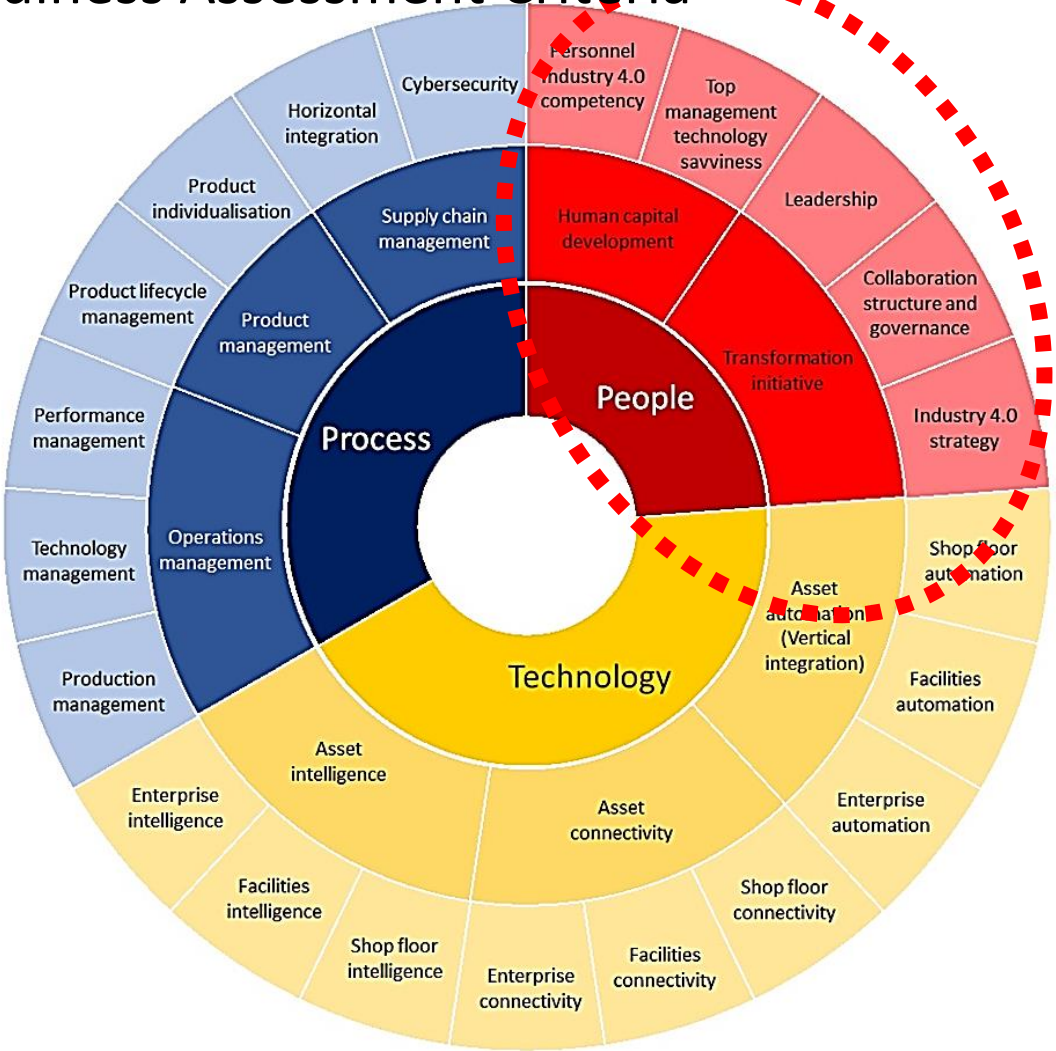 Assessment Criteria
Cybersecurity
Horizontal
integration
Product
individualisation
Product lifecycle
management
Performance
management
Technology
management
Production
management
Supply chain
management
Product
management
Operations
management
Process
Personnel
Industry 4.0
competency
Top
management
technology
savviness
Leadership
Collaboration
structure and
governance
Industry 4.0
strategy
Human capital
development
Transformation
initiative
People
Shop floor
automation
Facilities
automation
Enterprise
automation
Asset
automation
(Vertical
integration)
Technology
Asset
connectivity
Shop floor
connectivity
Facilities
connectivity
Enterprise
connectivity
Asset
intelligence
Shop floor
intelligence
Facilities
intelligence
Enterprise
intelligence